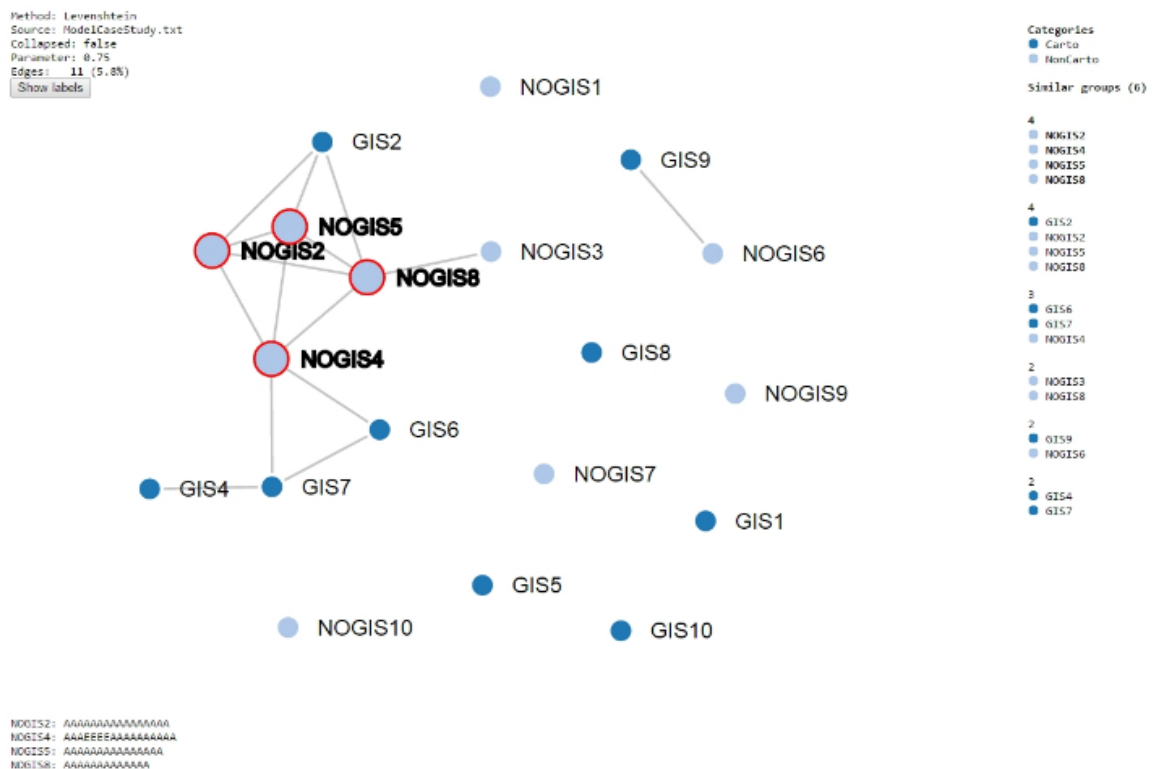 Method: Levenshtein
Source: ModelCaseStudy.txt
Collapsed: false
Parameter: 0.75
Edges: 11 (5.8%)
Show labels
Categories
Carto
NonCarto
Similar groups (6)
4
NOGIS2
NOGIS4
NOGIS5
NOGIS8
4
GIS2
NOGIS2
NOGIS5
NOGIS8
3
GIS6
GIS7
NOGIS4
2
NOGIS3
NOGIS8
2
GIS9
NOGIS6
2
GIS4
GIS7
NOGIS1
GIS2
GIS9
NOGIS5
NOGIS2
NOGIS3
NOGIS6
NOGIS8
GIS8
NOGIS4
NOGIS9
GIS6
NOGIS7
GIS4
GIS7
GIS1
GIS5
NOGIS10
GIS10
NOGIS2: AAAAAAAAAAAAAAAA
NOGIS4: AAAEEEEAAAAAAAAAA
NOGIS5: AAAAAAAAAAAAAAA
NOGIS8: AAAAAAAAAAAAA